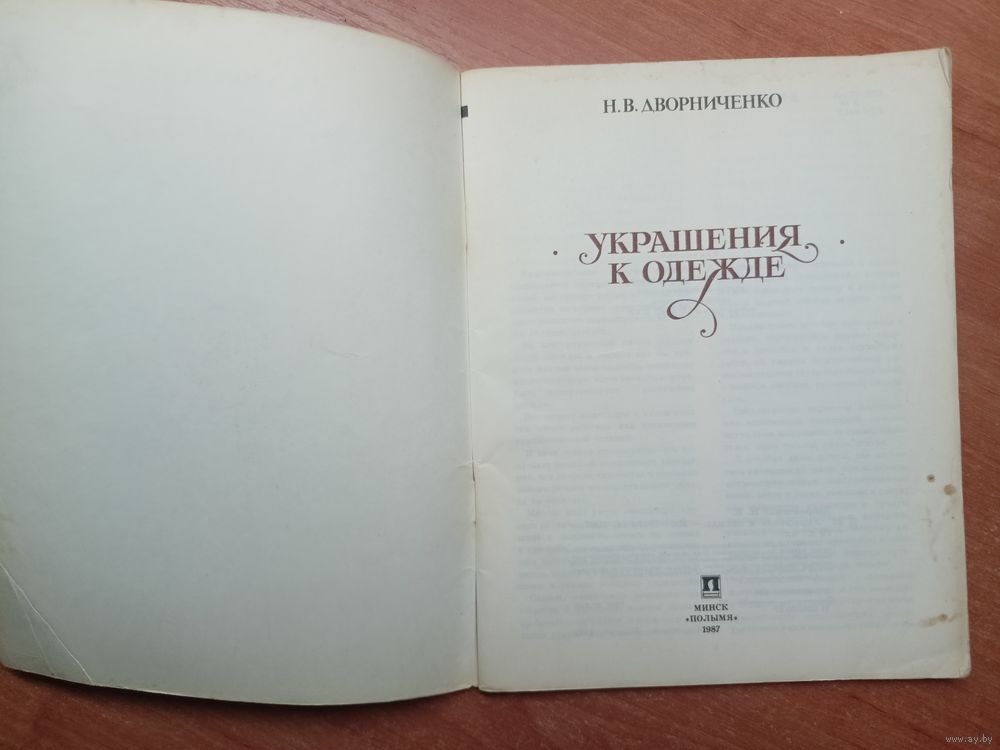 Н. В. ДВОРНИЧЕНКО
УКРАШЕНИЯ
К ОДЕЖДЕ
МИНСК
«ПОЛЫМЯ»
1987
www.ay.by